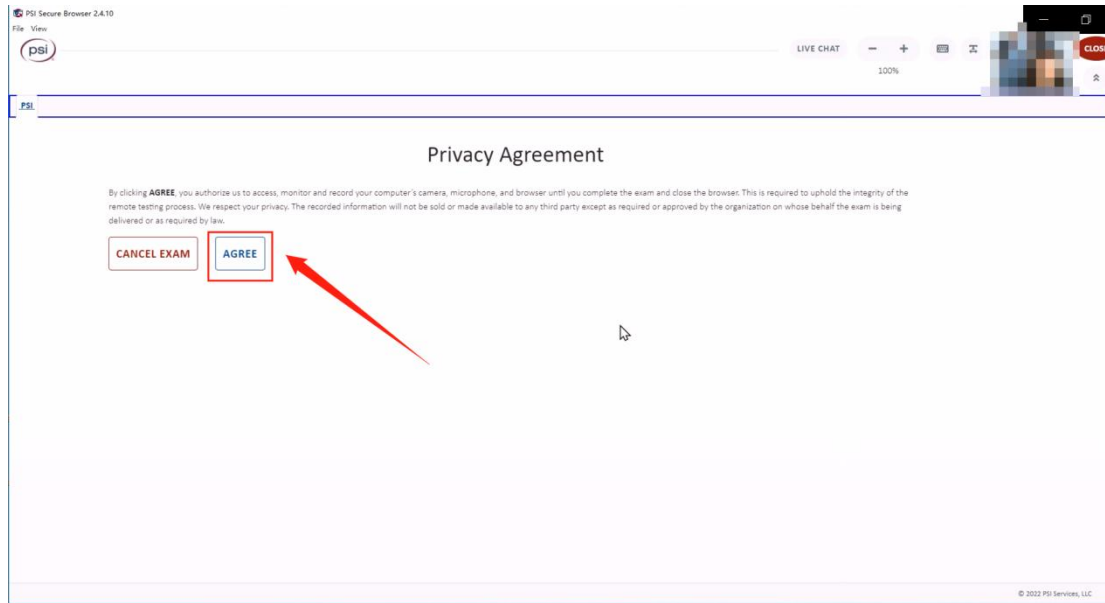 PSI Secure Browser 2.4.10
File View
psi
LIVE CHAT
100%
PSI
Privacy Agreement
By clicking AGREE, you authorize us to access, monitor and record your computer's camera, microphone, and browser until you complete the exam and close the browser. This is required to uphold the integrity of the
remote testing process. We respect your privacy. The recorded information will not be sold or made available to any third party except as required or approved by the organization on whose behalf the exam is being
delivered or as required by law.
CANCEL EXAM AGREE
© 2022 PSI Services, LLC